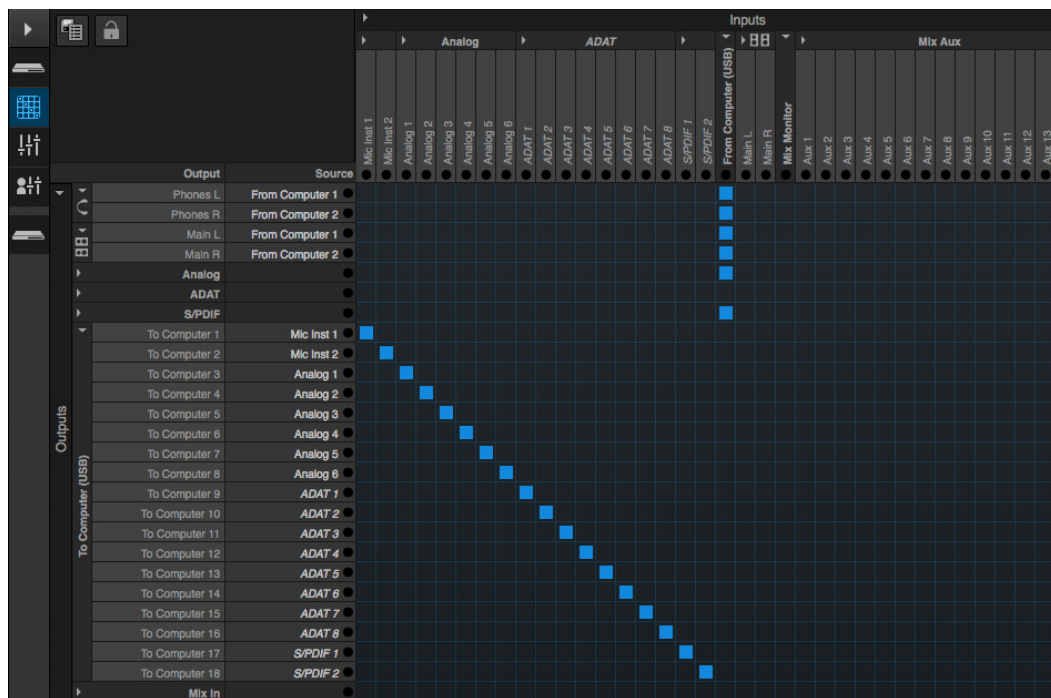 Inputs
Analog
ADAT
Mix Aux
Mic Inst 1
Mic Inst 2
Analog 1
Analog 2
Analog 3
Analog 4
Analog 5
Analog 6
ADAT 1
ADAT 2
ADAT 3
ADAT 4
ADAT 5
ADAT 6
ADAT 7
ADAT 8
S/PDIF 1
S/PDIF 2
From Computer (USB)
Main L
Main R
Mix Monitor
Aux 1
Aux 2
Aux 3
Aux 4
Aux 5
Aux 6
Aux 7
Aux 8
Aux 9
Aux 10
Aux 11
Aux 12
Aux 13
Output Source
Phones L From Computer 1
Phones R From Computer 2
Main L From Computer 1
Main R From Computer 2
Analog
ADAT
S/PDIF
Outputs
To Computer (USB)
To Computer 1 Mic Inst 1
To Computer 2 Mic Inst 2
To Computer 3 Analog 1
To Computer 4 Analog 2
To Computer 5 Analog 3
To Computer 6 Analog 4
To Computer 7 Analog 5
To Computer 8 Analog 6
To Computer 9 ADAT 1
To Computer 10 ADAT 2
To Computer 11 ADAT 3
To Computer 12 ADAT 4
To Computer 13 ADAT 5
To Computer 14 ADAT 6
To Computer 15 ADAT 7
To Computer 16 ADAT 8
To Computer 17 S/PDIF 1
To Computer 18 S/PDIF 2
Mix In